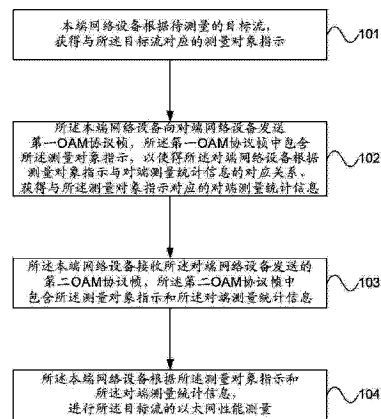 本端网络设备根据待测量的目标流，
获得与所述目标流对应的测量对象指示
101
所述本端网络设备向对端网络设备发送
第一OAM协议帧，所述第一OAM协议帧中包含
所述测量对象指示，以使得所述对端网络设备根据
测量对象指示与对端测量统计信息的对应关系，
获得与所述测量对象指示对应的对端测量统计信息
102
所述本端网络设备接收所述对端网络设备发送的
第二OAM协议帧，所述第二OAM协议帧中
包含所述测量对象指示和所述对端测量统计信息
103
所述本端网络设备根据所述测量对象指示和
所述对端测量统计信息，
进行所述目标流的以太网性能测量
104